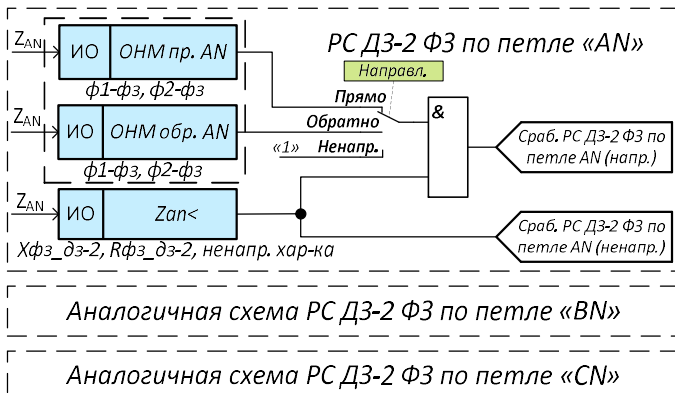 РС ДЗ-2 ФЗ по петле «AN»
Z_AN
ИО
ОНМ пр. AN
ф1-фз, ф2-фз
Z_AN
ИО
ОНМ обр. AN
ф1-фз, ф2-фз
Z_AN
ИО
Zan<
Xфз_дз-2, Rфз_дз-2, ненапр. хар-ка
Направл.
Прямо
Обратно
«1»
Ненапр.
&
Сраб. РС ДЗ-2 ФЗ по
петле AN (напр.)
Сраб. РС ДЗ-2 ФЗ по
петле AN (ненапр.)
Аналогичная схема РС ДЗ-2 ФЗ по петле «BN»
Аналогичная схема РС ДЗ-2 ФЗ по петле «CN»